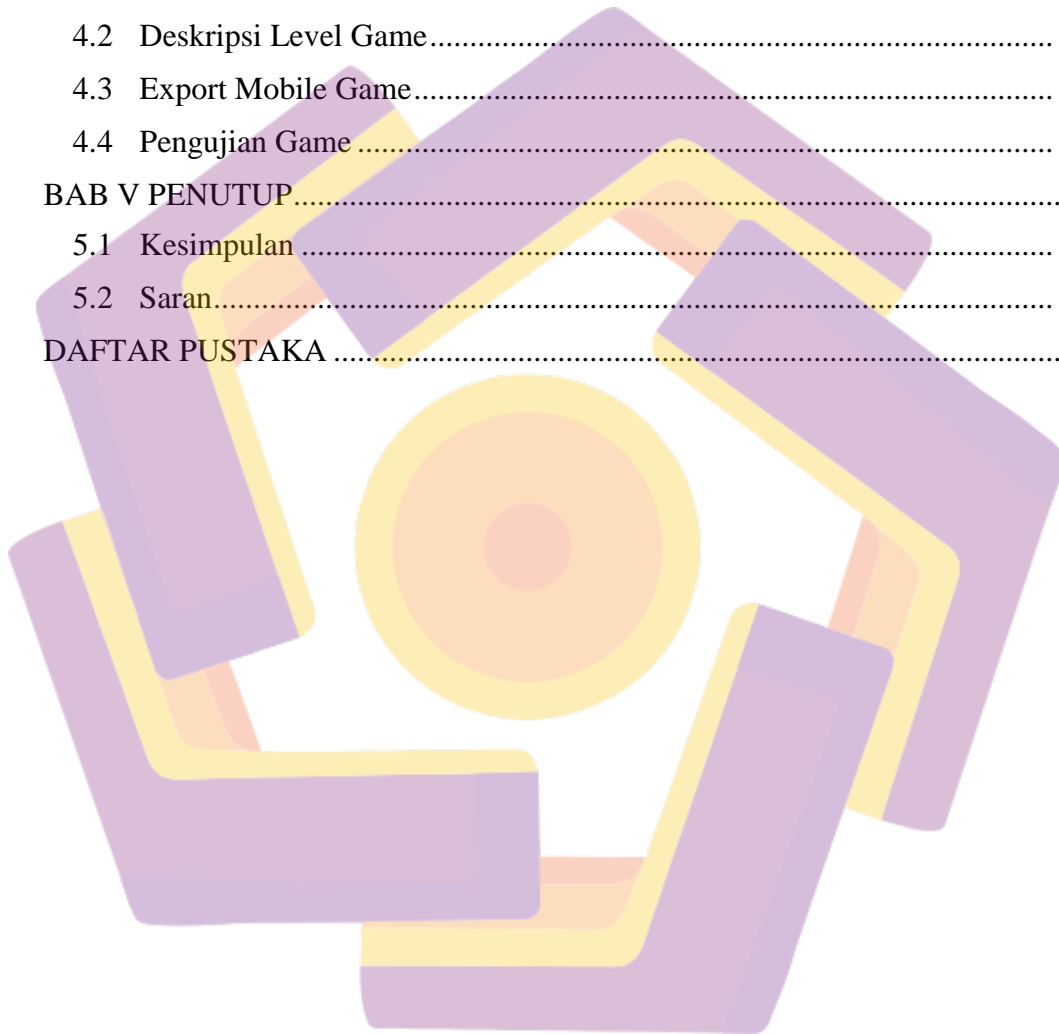 4.2 Deskripsi Level Game..............................................................................
4.3 Export Mobile Game................................................................................
4.4 Pengujian Game .......................................................................................
BAB V PENUTUP................................................................................................
5.1 Kesimpulan ..............................................................................................
5.2 Saran.........................................................................................................
DAFTAR PUSTAKA ...........................................................................................